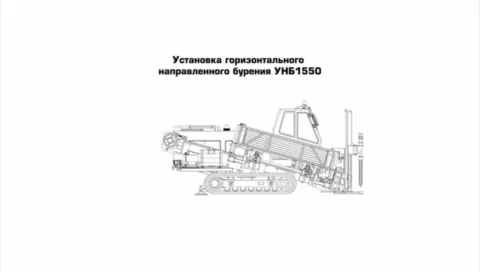 Установка горизонтального
направленного бурения УНБ1550